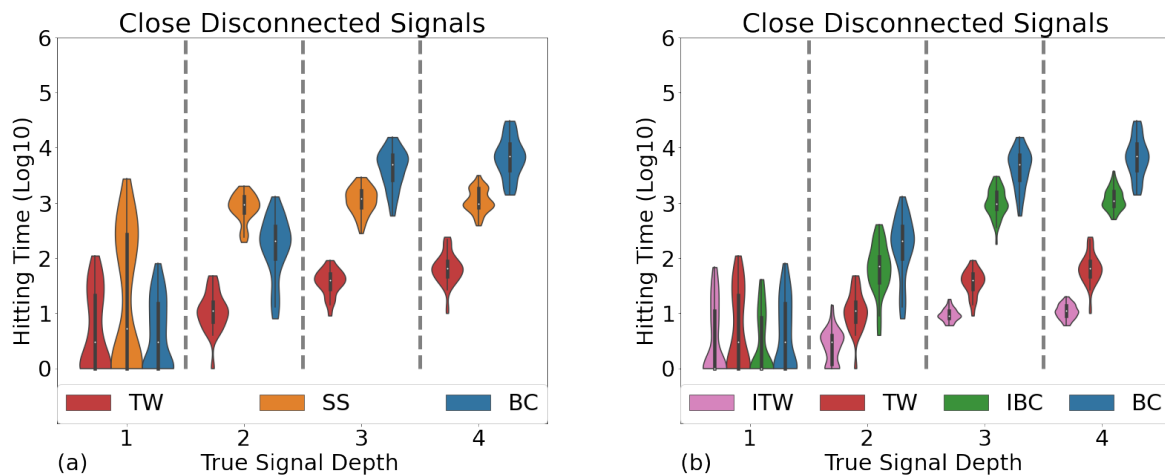 Close Disconnected Signals
Hitting Time (Log10)
6
5
4
3
2
1
0
TW SS BC
1 2 3 4
(a) True Signal Depth
Close Disconnected Signals
Hitting Time (Log10)
6
5
4
3
2
1
0
ITW TW IBC BC
1 2 3 4
(b) True Signal Depth